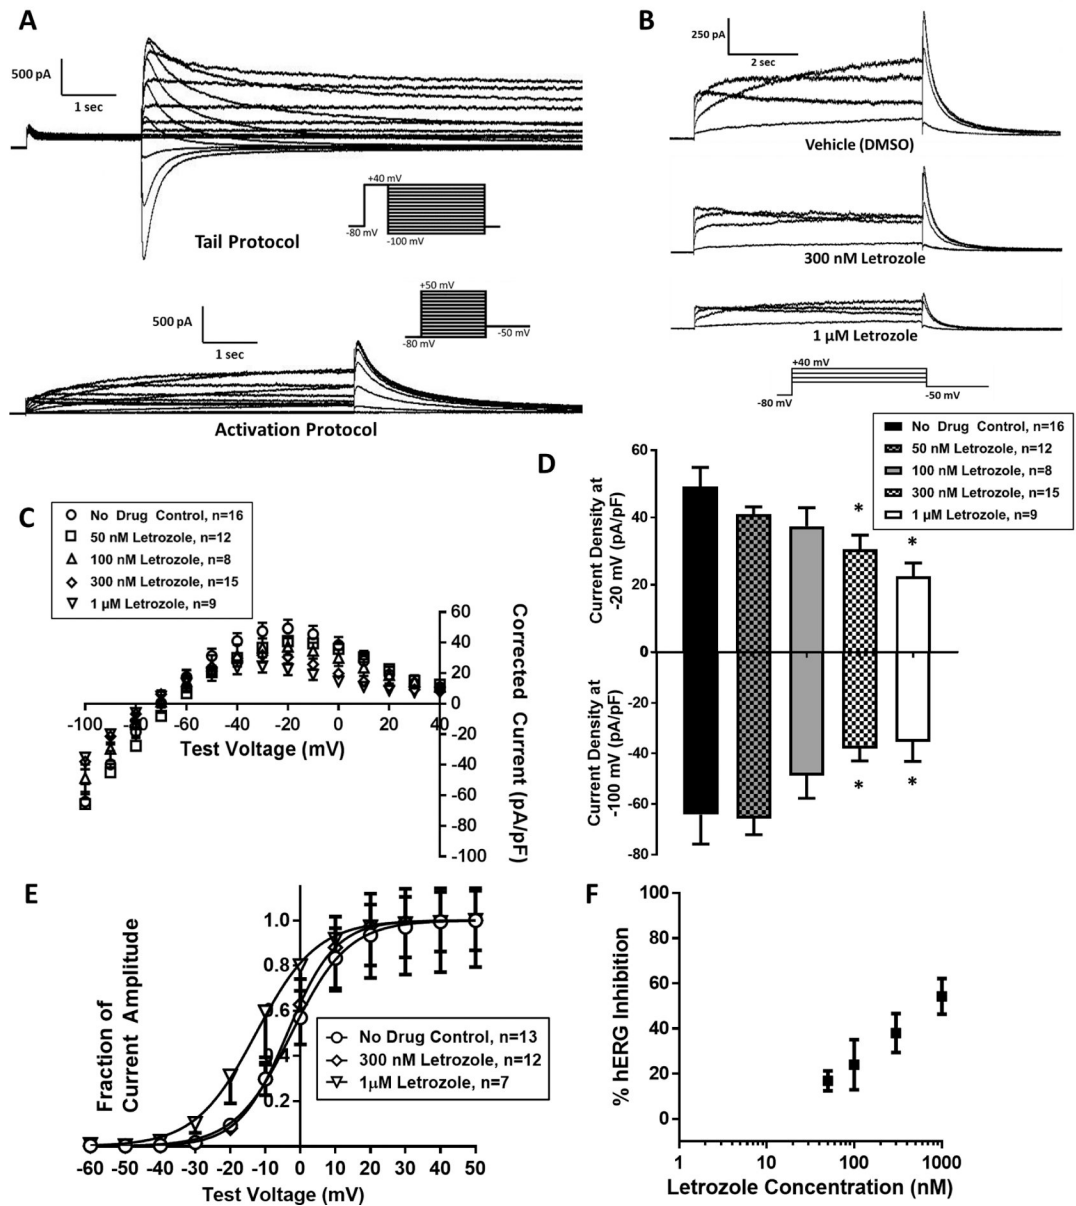 A
500 pA
1 sec
+40 mV
-80 mV
-100 mV
Tail Protocol
+50 mV
500 pA
1 sec
-80 mV
-50 mV
Activation Protocol
B
250 pA
2 sec
Vehicle (DMSO)
300 nM Letrozole
1 µM Letrozole
+40 mV
-80 mV
-50 mV
C
No Drug Control, n=16
50 nM Letrozole, n=12
100 nM Letrozole, n=8
300 nM Letrozole, n=15
1 µM Letrozole, n=9
60
40
20
0
-20
-40
-60
-80
-100
-100 -80 -60 -40 -20 0 20 40
Test Voltage (mV)
Corrected Current (pA/pF)
D
No Drug Control, n=16
50 nM Letrozole, n=12
100 nM Letrozole, n=8
300 nM Letrozole, n=15
1 µM Letrozole, n=9
60
40
20
0
-20
-40
-60
-80
Current Density at
-20 mV (pA/pF)
Current Density at
-100 mV (pA/pF)
* *
* *
E
Fraction of
Current Amplitude
1.0
0.8
0.6
0.4
0.2
No Drug Control, n=13
300 nM Letrozole, n=12
1µM Letrozole, n=7
-60 -50 -40 -30 -20 -10 0 10 20 30 40 50
Test Voltage (mV)
F
% hERG Inhibition
100
80
60
40
20
0
1 10 100 1000
Letrozole Concentration (nM)